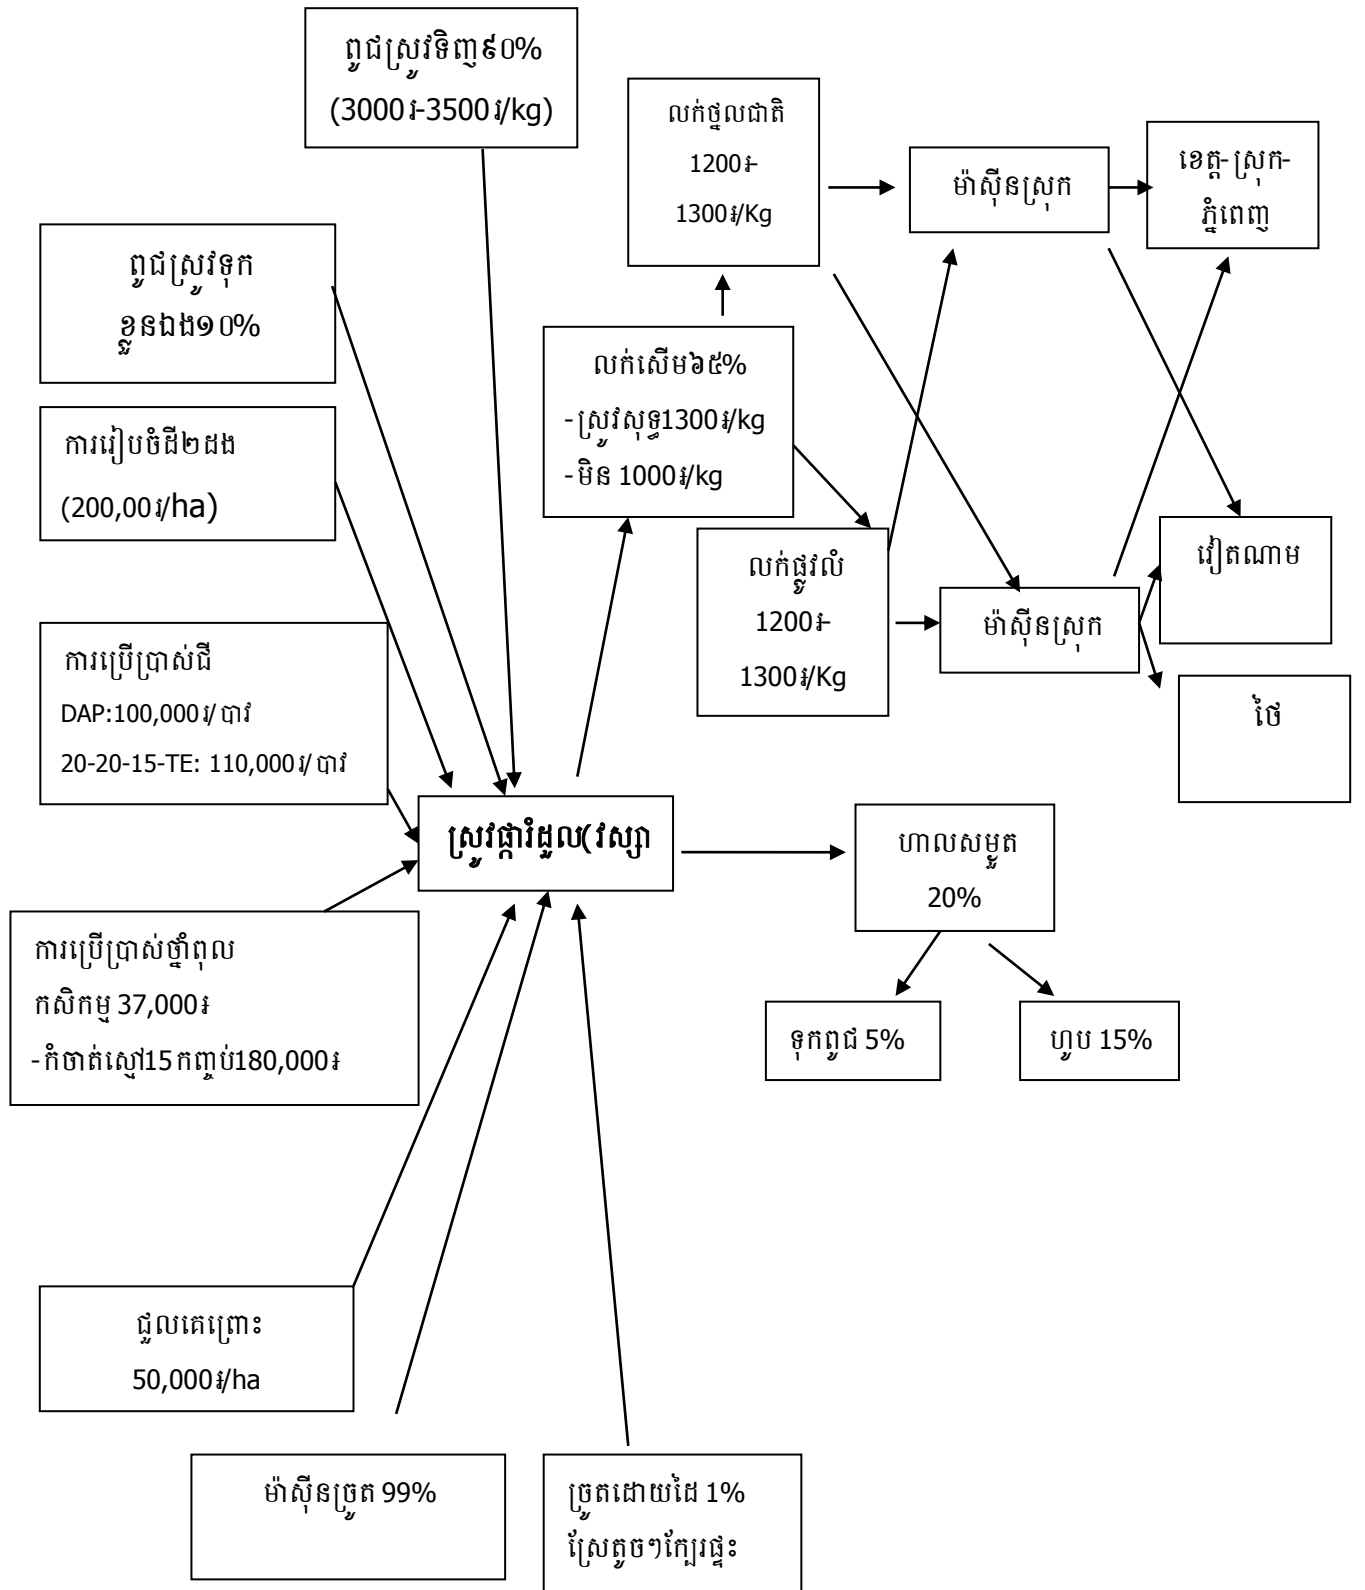 ពូជស្រូវទិញ៩០%
(3000៛-3500៛/kg)
លក់ថ្នលជាតិ
1200៛-
1300៛/Kg
ម៉ាស៊ីនស្រុក
ខេត្ត-ស្រុក-
ភ្នំពេញ
ពូជស្រូវទុក
ខ្លួនឯង១០%
លក់សើម៦៥%
-ស្រូវសុទ្ធ1300៛/kg
-មិន 1000៛/kg
ការរៀបចំដី២ដង
(200,00៛/ha)
លក់ផ្លូវលំ
1200៛-
1300៛/Kg
ម៉ាស៊ីនស្រុក
វៀតណាម
ថៃ
ការប្រើប្រាស់ជី
DAP:100,000៛/ បាវ
20-20-15-TE: 110,000៛/ បាវ
ស្រូវផ្ការំដួល(វស្សា
ហាលសម្ងួត
20%
ការប្រើប្រាស់ថ្នាំពុល
កសិកម្ម 37,000៛
-កំចាត់ស្មៅ15កញ្ចប់180,000៛
ទុកពូជ 5%
ហូប 15%
ជួលគេព្រោះ
50,000៛/ha
ម៉ាស៊ីនច្រូត 99%
ច្រូតដោយដៃ 1%
ស្រែតូចៗក្បែរផ្ទះ